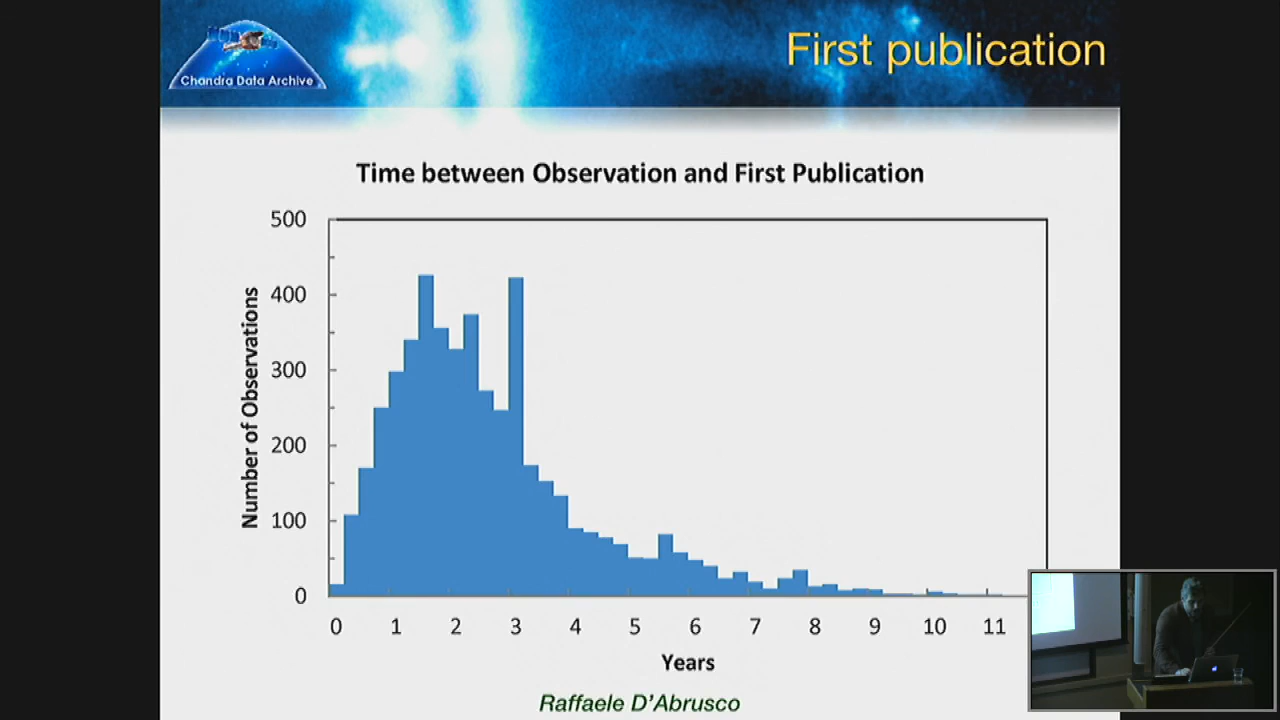 Chandra Data Archive
First publication
Time between Observation and First Publication
500
400
300
200
100
0
Number of Observations
0 1 2 3 4 5 6 7 8 9 10 11
Years
Raffaele D'Abrusco